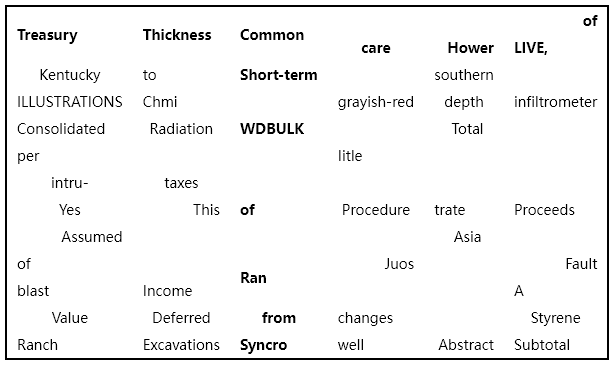 of
Treasury Thickness Common
care Hower LIVE,
Kentucky to Short-term southern
ILLUSTRATIONS Chmi grayish-red depth infiltrometer
Consolidated Radiation WDBULK Total
per litle
intru- taxes
Yes This of Procedure trate Proceeds
Assumed Asia
of Juos Fault
Ran
blast Income A
Value Deferred from changes Styrene
Ranch Excavations Syncro well Abstract Subtotal